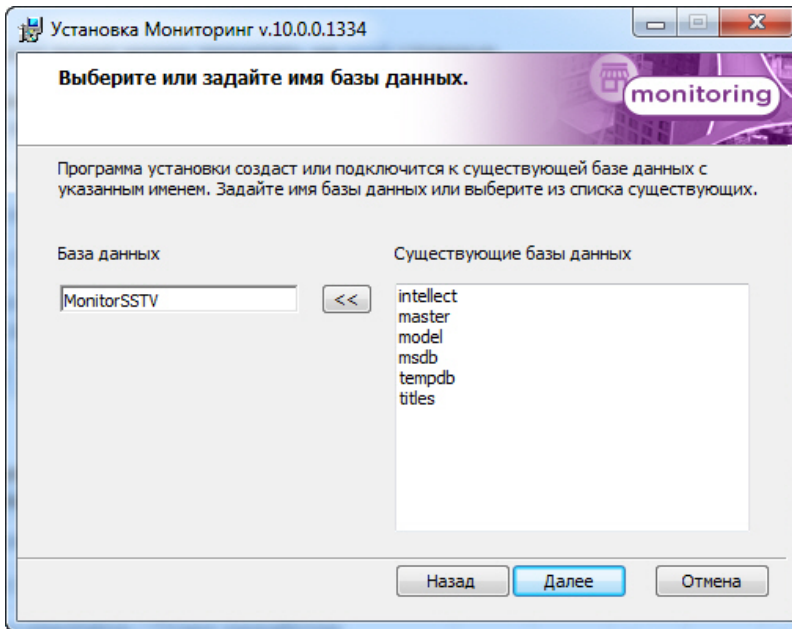 Установка Мониторинг v.10.0.0.1334
Выберите или задайте имя базы данных.
monitoring
Программа установки создаст или подключится к существующей базе данных с
указанным именем. Задайте имя базы данных или выберите из списка существующих.
База данных
Существующие базы данных
MonitorSSTV
<<
intellect
master
model
msdb
tempdb
titles
Назад
Далее
Отмена